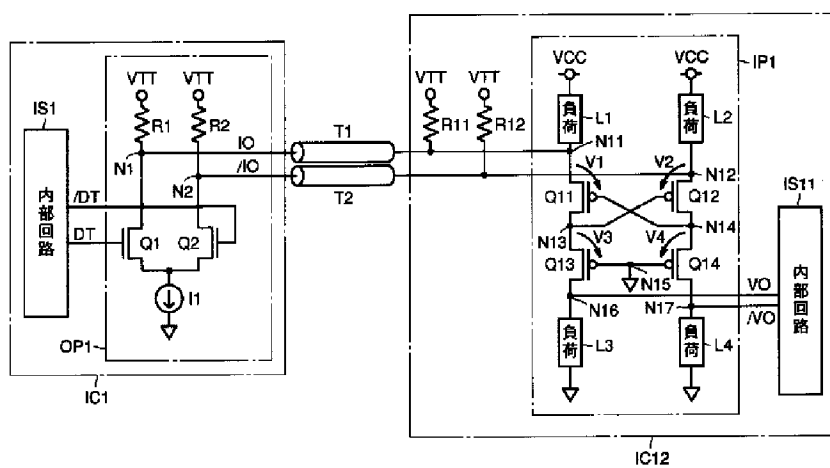 IS1
VTT
VTT
R1
R2
N1
IO
N2
/IO
内部回路
/DT
DT
Q1
Q2
I1
OP1
IC1
T1
T2
VTT
VTT
R11
R12
VCC
VCC
IP1
負荷
L1
負荷
L2
N11
V1
V2
N12
Q11
Q12
IS11
N13
V3
V4
N14
Q13
N15
Q14
N16
N17
VO
/VO
内部回路
負荷
L3
負荷
L4
IC12